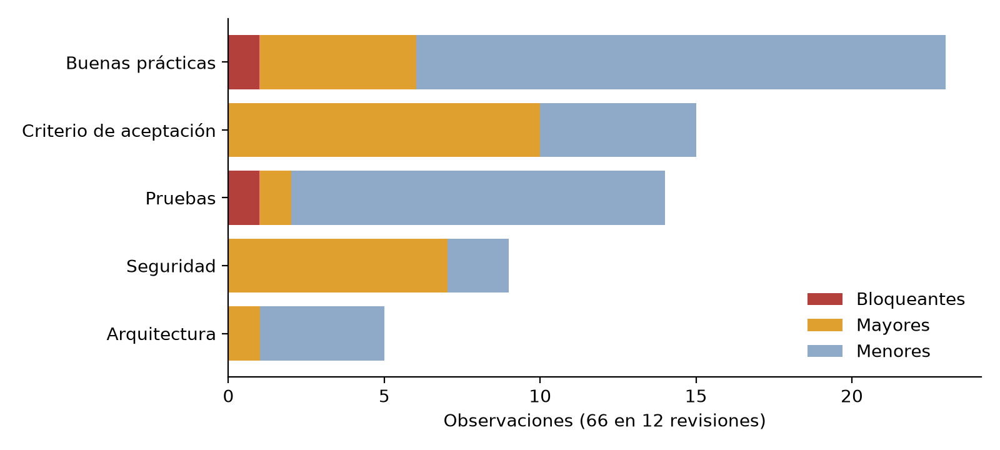 Buenas prácticas
Criterio de aceptación
Pruebas
Seguridad
Arquitectura
Bloqueantes
Mayores
Menores
0 5 10 15 20
Observaciones (66 en 12 revisiones)